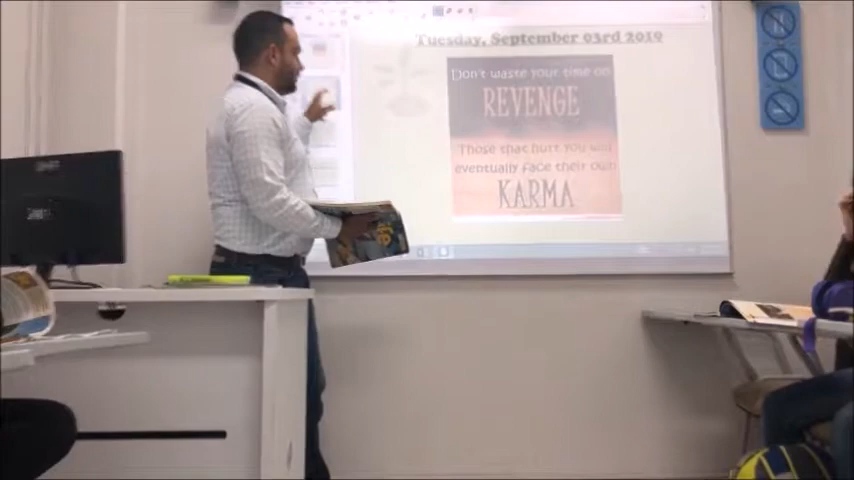 Tuesday, September 03rd 2019
Don't waste your time on
REVENGE
Those that hurt you will
eventually face their own
KARMA